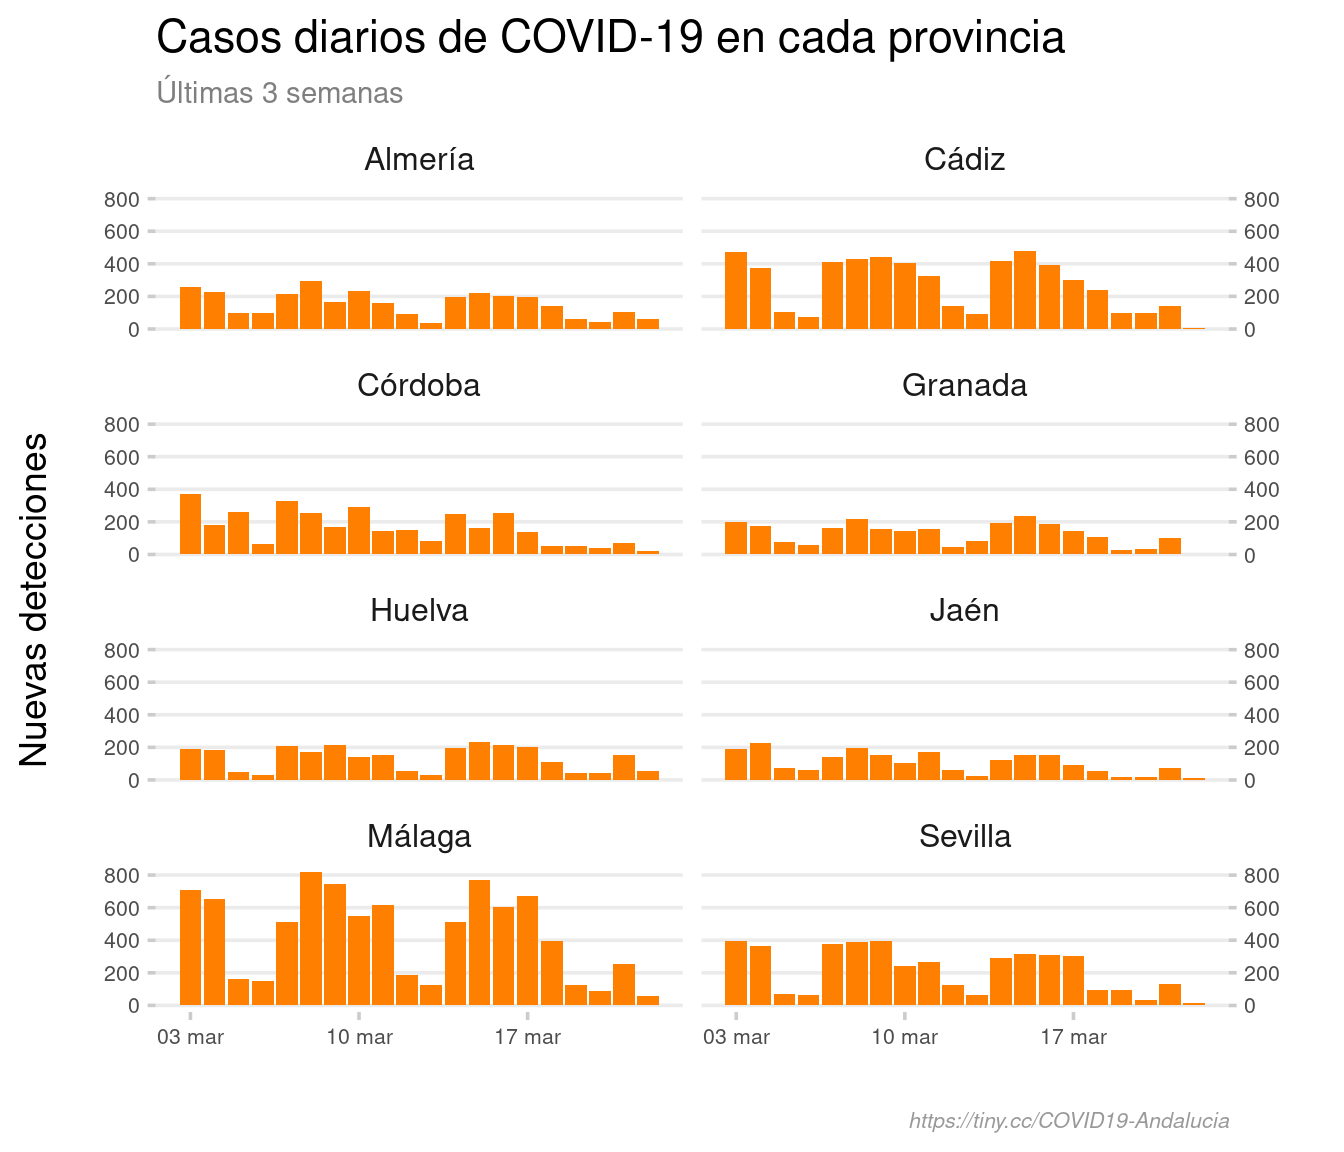 Casos diarios de COVID-19 en cada provincia
Últimas 3 semanas
Nuevas detecciones
Almería
Cádiz
800
600
400
200
0
800
600
400
200
0
Córdoba
Granada
800
600
400
200
0
800
600
400
200
0
Huelva
Jaén
800
600
400
200
0
800
600
400
200
0
Málaga
Sevilla
800
600
400
200
0
800
600
400
200
0
03 mar 10 mar 17 mar
03 mar 10 mar 17 mar
https://tiny.cc/COVID19-Andalucia